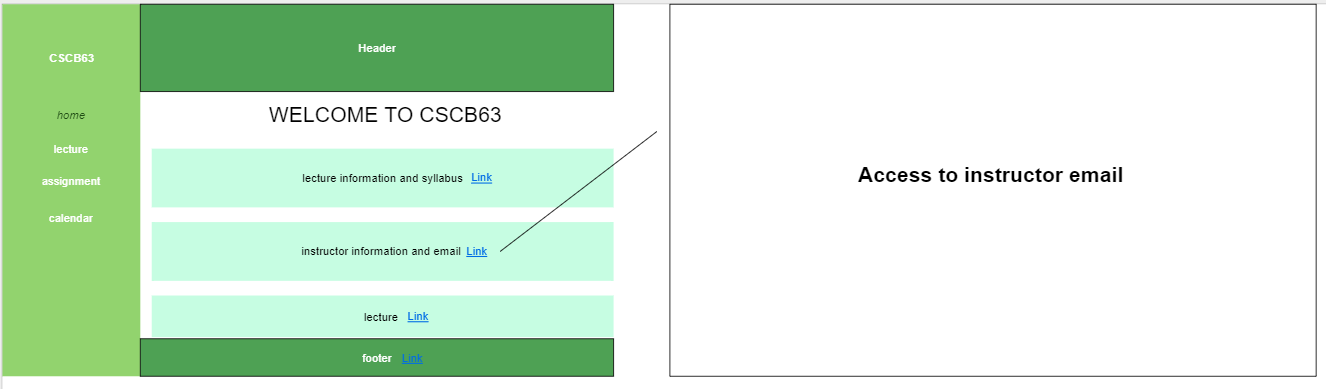 CSCB63
home
lecture
assignment
calendar
Header
WELCOME TO CSCB63
lecture information and syllabus Link
instructor information and email Link
lecture Link
footer Link
Access to instructor email